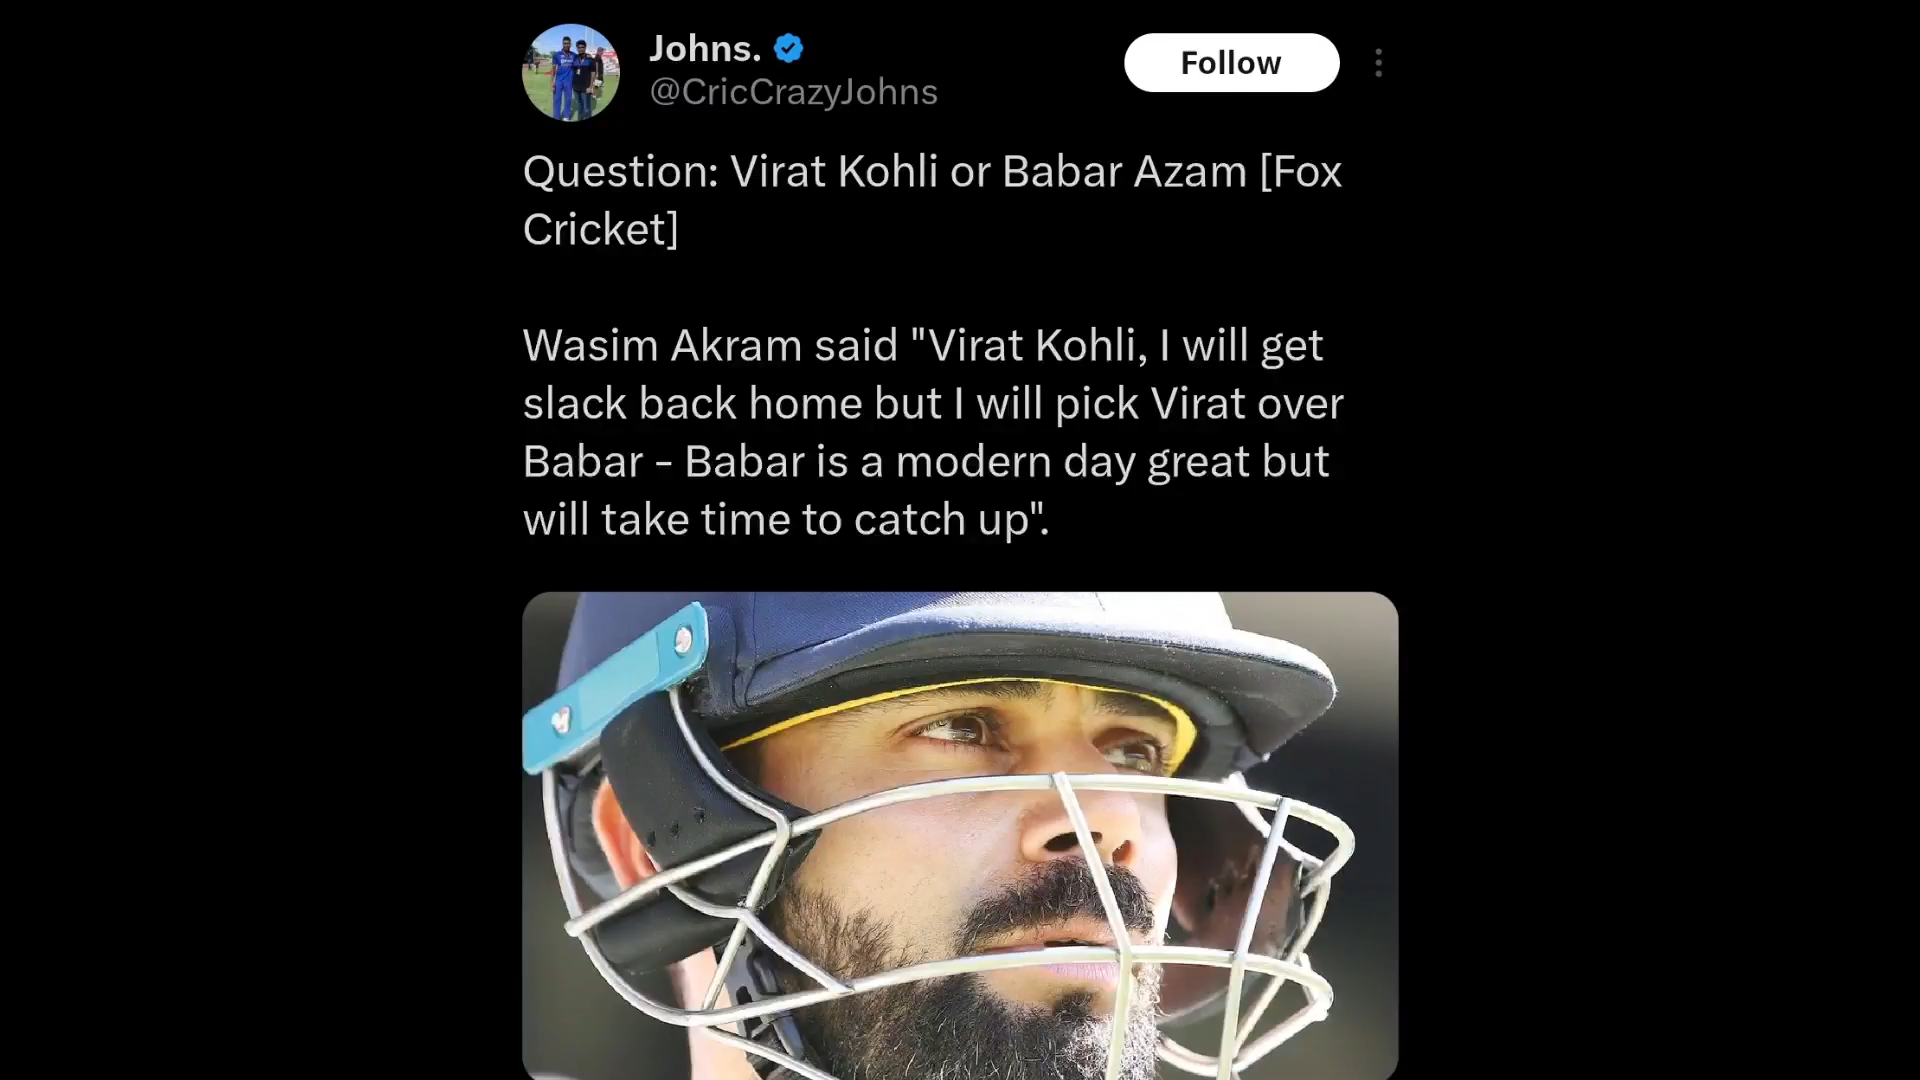 Johns.
@CricCrazyJohns
Follow
Question: Virat Kohli or Babar Azam [Fox
Cricket]
Wasim Akram said "Virat Kohli, I will get
slack back home but I will pick Virat over
Babar - Babar is a modern day great but
will take time to catch up".